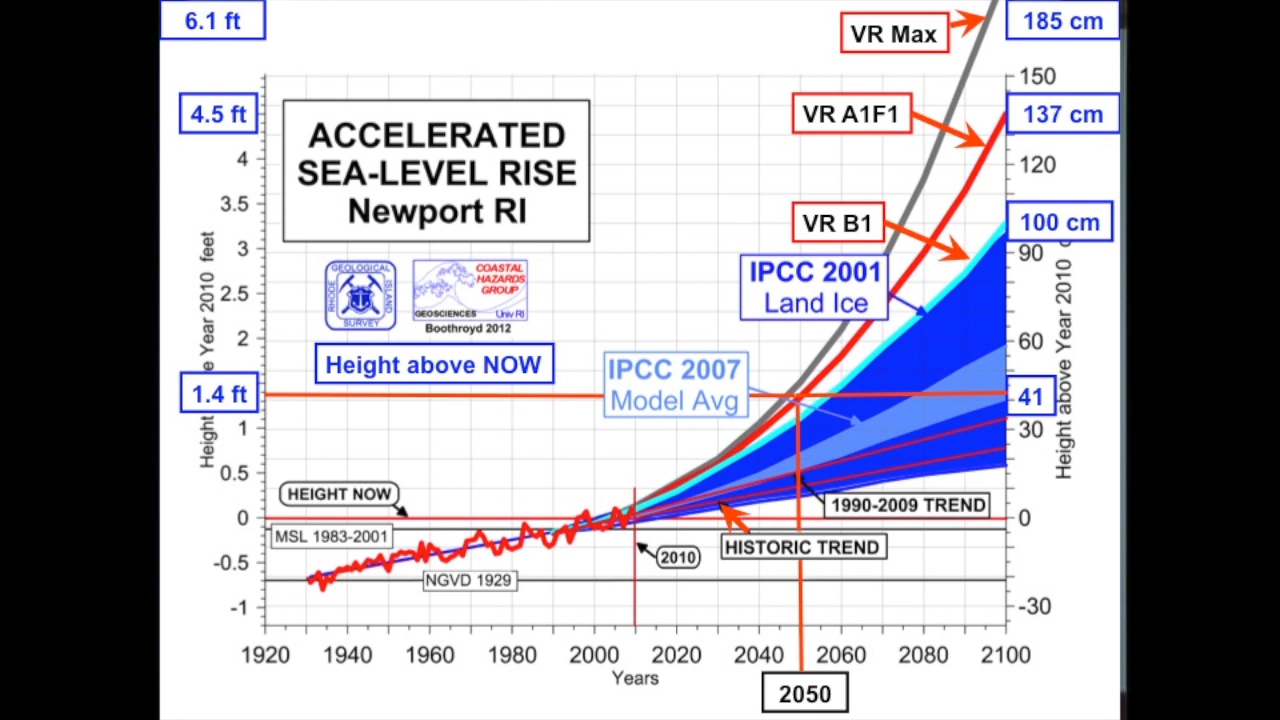 6.1 ft
VR Max
185 cm
150
4.5 ft
VR A1F1
137 cm
ACCELERATED
SEA-LEVEL RISE
Newport RI
4
120
3.5
VR B1
100 cm
3
90
IPCC 2001
Land Ice
GEOLOGICAL
RHODE
ISLAND
SURVEY
COASTAL
HAZARDS
GROUP
GEOSCIENCES Univ RI
Boothroyd 2012
2.5
2
60
Height above NOW
IPCC 2007
Model Avg
1.4 ft
41
1
30
0.5
HEIGHT NOW
1990-2009 TREND
0
0
MSL 1983-2001
2010
HISTORIC TREND
-0.5
NGVD 1929
-1
-30
Height
e Year 2010 feet
Height above Year 2010
1920 1940 1960 1980 2000 2020 2040 2060 2080 2100
Years
2050